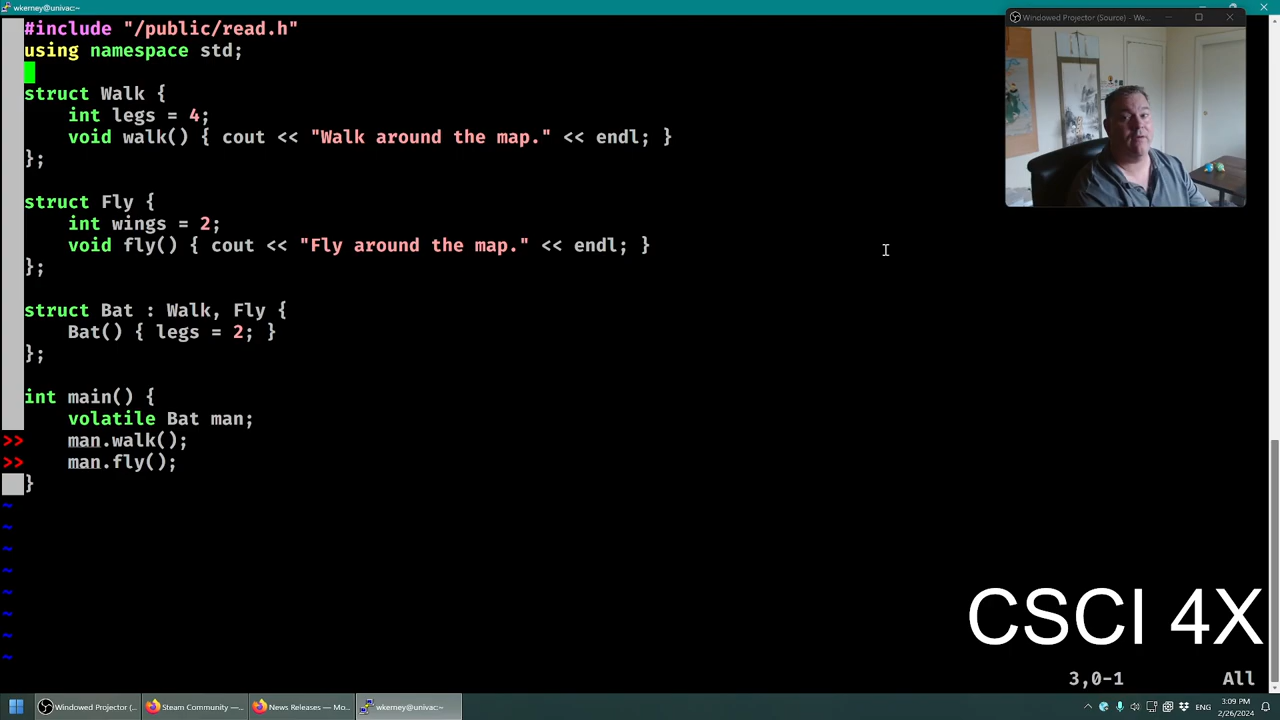 wkerney@univac:~
#include "/public/read.h"
using namespace std;
struct Walk {
int legs = 4;
void walk() { cout << "Walk around the map." << endl; }
};
struct Fly {
int wings = 2;
void fly() { cout << "Fly around the map." << endl; }
};
struct Bat : Walk, Fly {
Bat() { legs = 2; }
};
int main() {
volatile Bat man;
>> man.walk();
>> man.fly();
}
~
~
~
~
~
~
~
~
Windowed Projector (Source) - We...
CSCI 4X
3,0-1 All
Windowed Projector (...
Steam Community —...
News Releases — Mo...
wkerney@univac:~
3:09 PM
2/26/2024